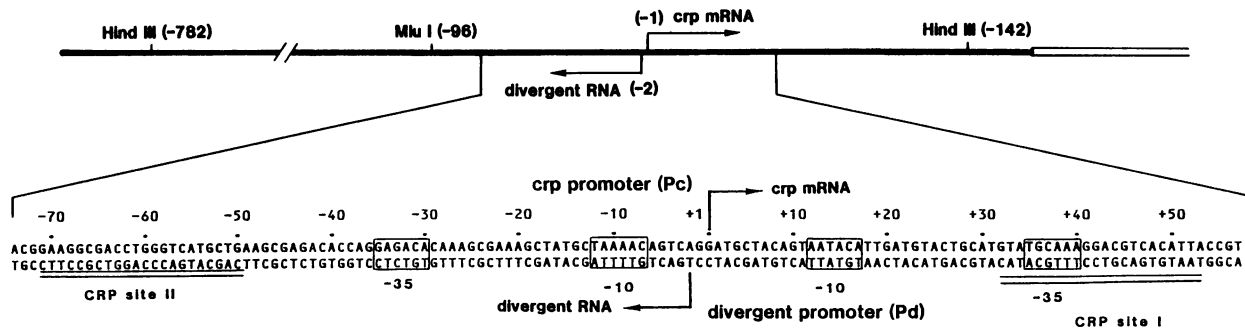 Hind III (-782)
Mlu I (-96)
(-1) crp mRNA
Hind III (-142)
divergent RNA (-2)
crp promoter (Pc)
crp mRNA
-70 -60 -50 -40 -30 -20 -10 +1 +10 +20 +30 +40 +50
ACGGAAGGCGACCTGGGTCATGCTGAAGCGAGACACCAGGAGACACAAAGCGAAAGCTATGCTAAAACAGTCAGGATGCTACAGTAATACATTGATGTACTGCATGTATGCAAAGGACGTCACATTACCGT
TGCCTTCCGCTGGACCCAGTACGACTTCGCTCTGTGGTCCTCTGTGTTTCGCTTTCGATACGATTTTGTCAGTCCTACGATGTCATTATGTAACTACATGACGTACATACGTTTCCTGCAGTGTAATGGCA
CRP site II
-35
-10
-10
-35
CRP site I
divergent RNA
divergent promoter (Pd)